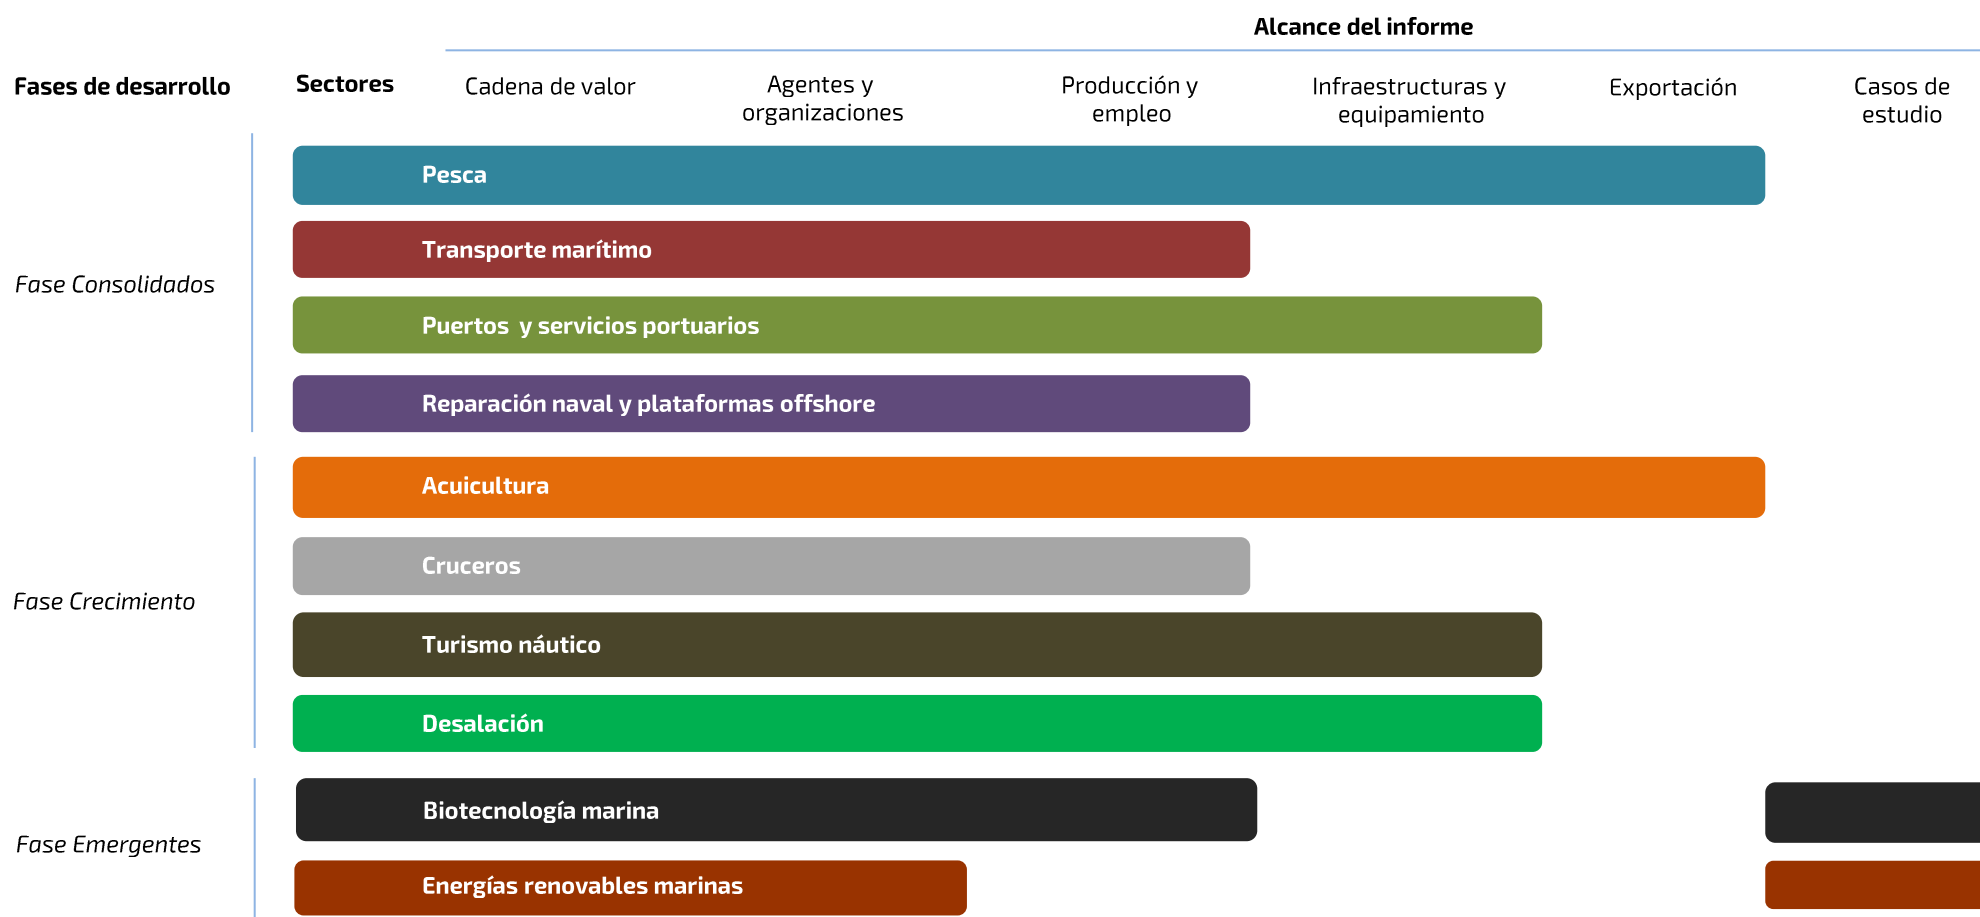 Alcance del informe
Fases de desarrollo
Sectores
Cadena de valor
Agentes y
organizaciones
Producción y
empleo
Infraestructuras y
equipamiento
Exportación
Casos de
estudio
Fase Consolidados
Pesca
Transporte marítimo
Puertos y servicios portuarios
Reparación naval y plataformas offshore
Fase Crecimiento
Acuicultura
Cruceros
Turismo náutico
Desalación
Fase Emergentes
Biotecnología marina
Energías renovables marinas